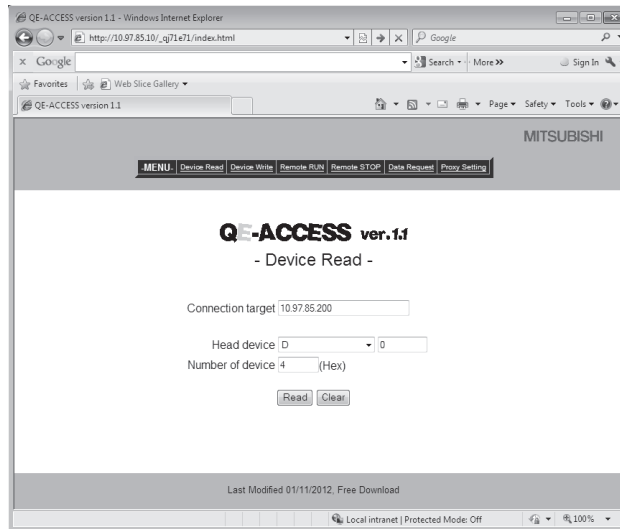 QE-ACCESS version 1.1 - Windows Internet Explorer
http://10.97.85.10/_qj71e71/index.html
Google
x Google
Search
More >>
Sign In
Favorites
Web Slice Gallery
QE-ACCESS version 1.1
Page
Safety
Tools
MITSUBISHI
-MENU- Device Read Device Write Remote RUN Remote STOP Data Request Proxy Setting
QE-ACCESS ver.1.1
- Device Read -
Connection target 10.97.85.200
Head device D 0
Number of device 4 (Hex)
Read Clear
Last Modified 01/11/2012, Free Download
Local intranet | Protected Mode: Off
100%